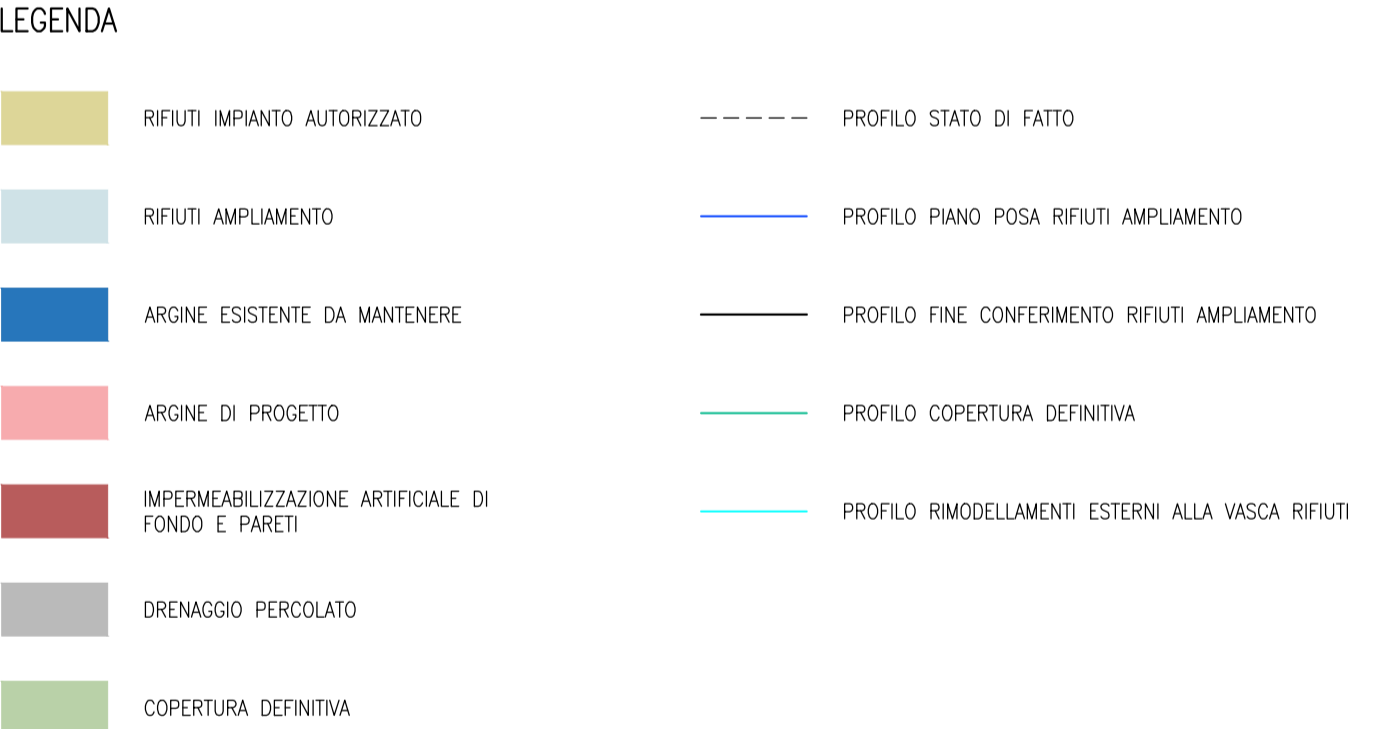 LEGENDA
RIFIUTI IMPIANTO AUTORIZZATO
RIFIUTI AMPLIAMENTO
ARGINE ESISTENTE DA MANTENERE
ARGINE DI PROGETTO
IMPERMEABILIZZAZIONE ARTIFICIALE DI
FONDO E PARETI
DRENAGGIO PERCOLATO
COPERTURA DEFINITIVA
PROFILO STATO DI FATTO
PROFILO PIANO POSA RIFIUTI AMPLIAMENTO
PROFILO FINE CONFERIMENTO RIFIUTI AMPLIAMENTO
PROFILO COPERTURA DEFINITIVA
PROFILO RIMODELLAMENTI ESTERNI ALLA VASCA RIFIUTI